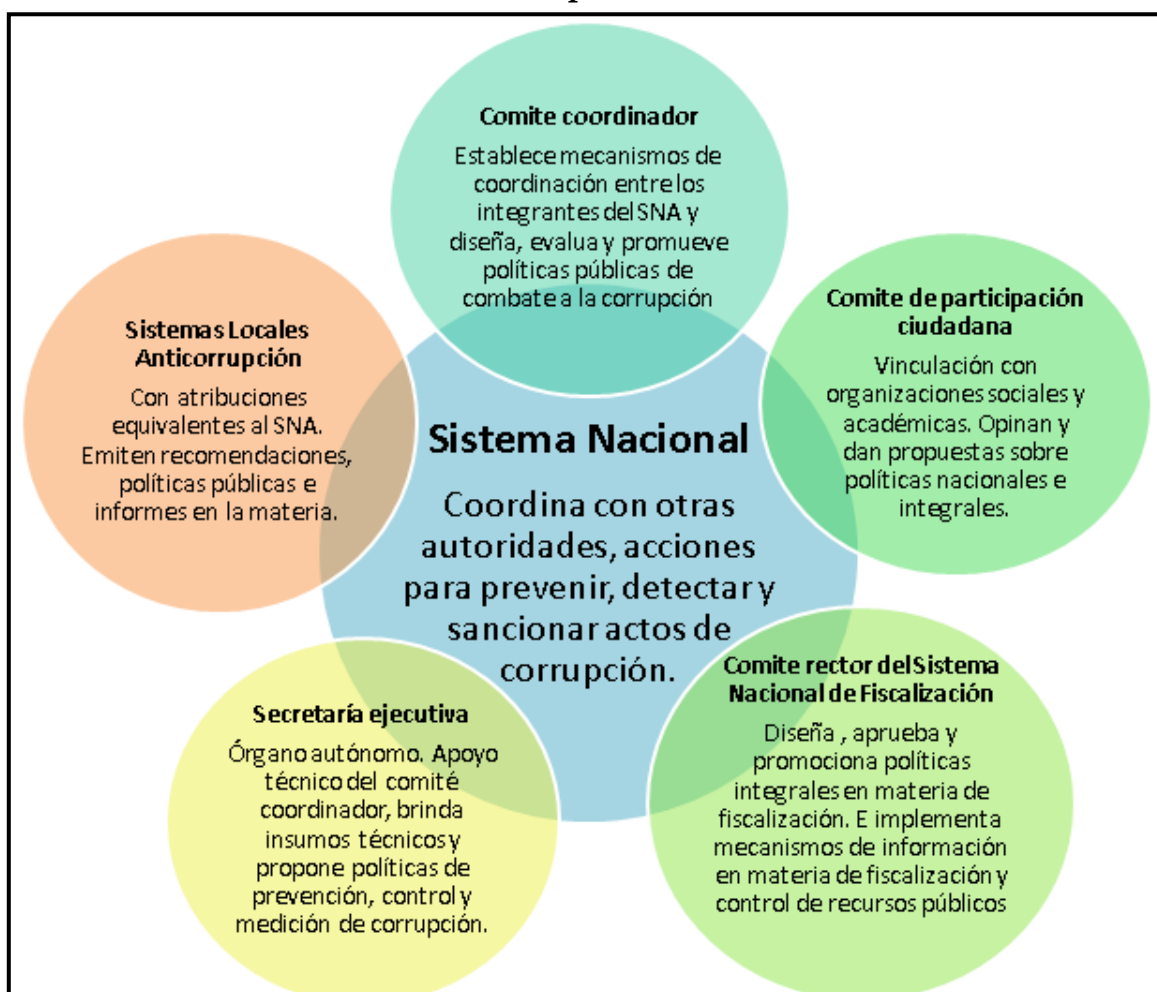 Comite coordinador
Establece mecanismos de
coordinación entre los
integrantes del SNA y
diseña, evalua y promueve
políticas públicas de
combate a la corrupción
Comite de participación
ciudadana
Vinculación con
organizaciones sociales y
académicas. Opinan y
dan propuestas sobre
políticas nacionales e
integrales.
Sistemas Locales
Anticorrupción
Con atribuciones
equivalentes al SNA.
Emiten recomendaciones,
políticas públicas e
informes en la materia.
Sistema Nacional
Coordina con otras
autoridades, acciones
para prevenir, detectar y
sancionar actos de
corrupción.
Comite rector del Sistema
Nacional de Fiscalización
Diseña , aprueba y
promociona políticas
integrales en materia de
fiscalización. E implementa
mecanismos de información
en materia de fiscalización y
control de recursos públicos
Secretaría ejecutiva
Órgano autónomo. Apoyo
técnico del comité
coordinador, brinda
insumos técnicos y
propone políticas de
prevención, control y
medición de corrupción.